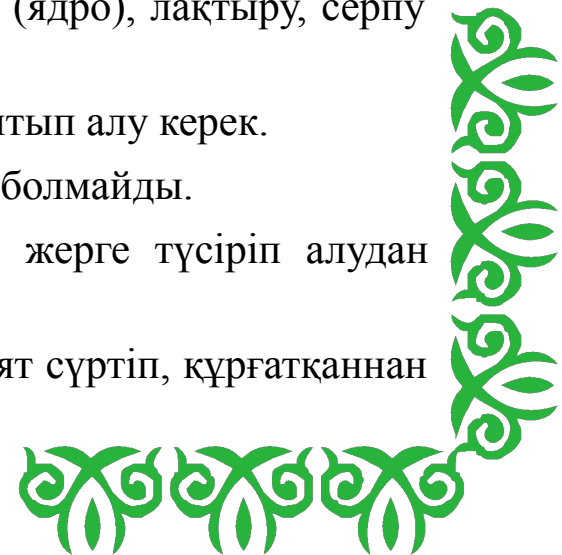 (ядро), лақтыру, серпу
тып алу керек.
болмайды.
жерге түсіріп алудан
ят сүртіп, құрғатқаннан